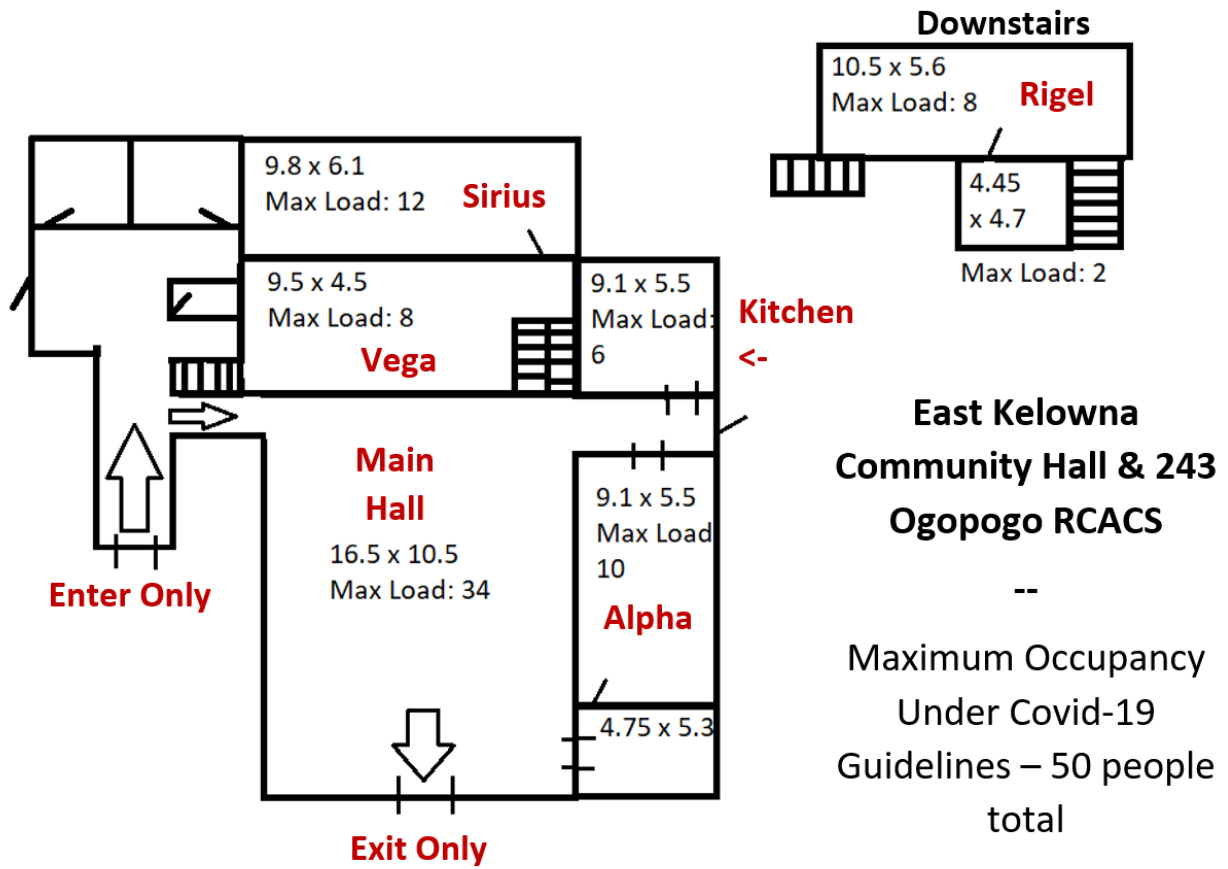 Downstairs
10.5 x 5.6
Max Load: 8
Rigel
4.45
x 4.7
Max Load: 2
9.8 x 6.1
Max Load: 12
Sirius
9.5 x 4.5
Max Load: 8
Vega
9.1 x 5.5
Max Load:
6
Kitchen
<-
Main
Hall
16.5 x 10.5
Max Load: 34
9.1 x 5.5
Max Load
10
Alpha
4.75 x 5.3
Enter Only
Exit Only
East Kelowna
Community Hall & 243
Ogopogo RCACS
--
Maximum Occupancy
Under Covid-19
Guidelines – 50 people
total